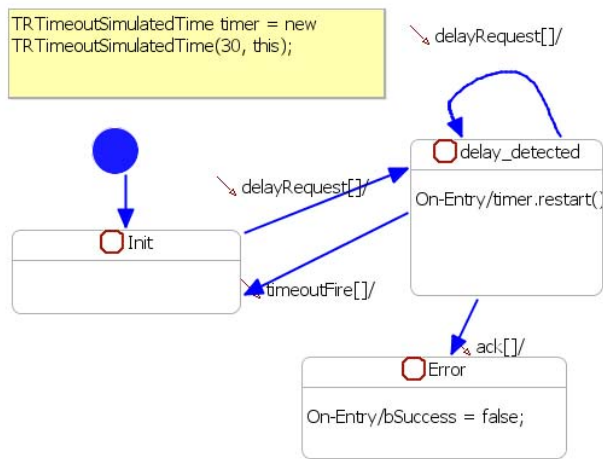 TRTimeoutSimulatedTime timer = new
TRTimeoutSimulatedTime(30, this);
delayRequest[]/
delay_detected
On-Entry/timer.restart()
delayRequest[]/
Init
timeoutFire[]/
ack[]/
Error
On-Entry/bSuccess = false;